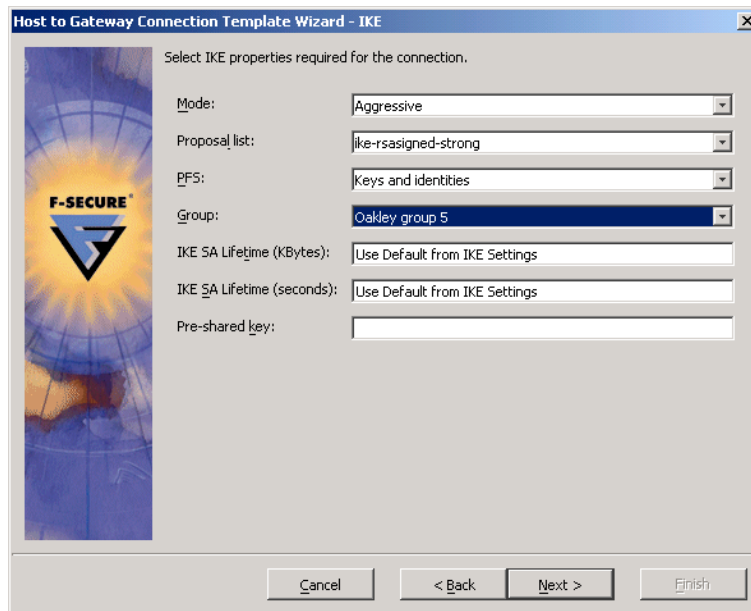 Host to Gateway Connection Template Wizard - IKE
Select IKE properties required for the connection.
Mode: Aggressive
Proposal list: ike-rsasigned-strong
PFS: Keys and identities
F-SECURE®
Group: Oakley group 5
IKE SA Lifetime (KBytes): Use Default from IKE Settings
IKE SA Lifetime (seconds): Use Default from IKE Settings
Pre-shared key:
Cancel < Back Next > Finish